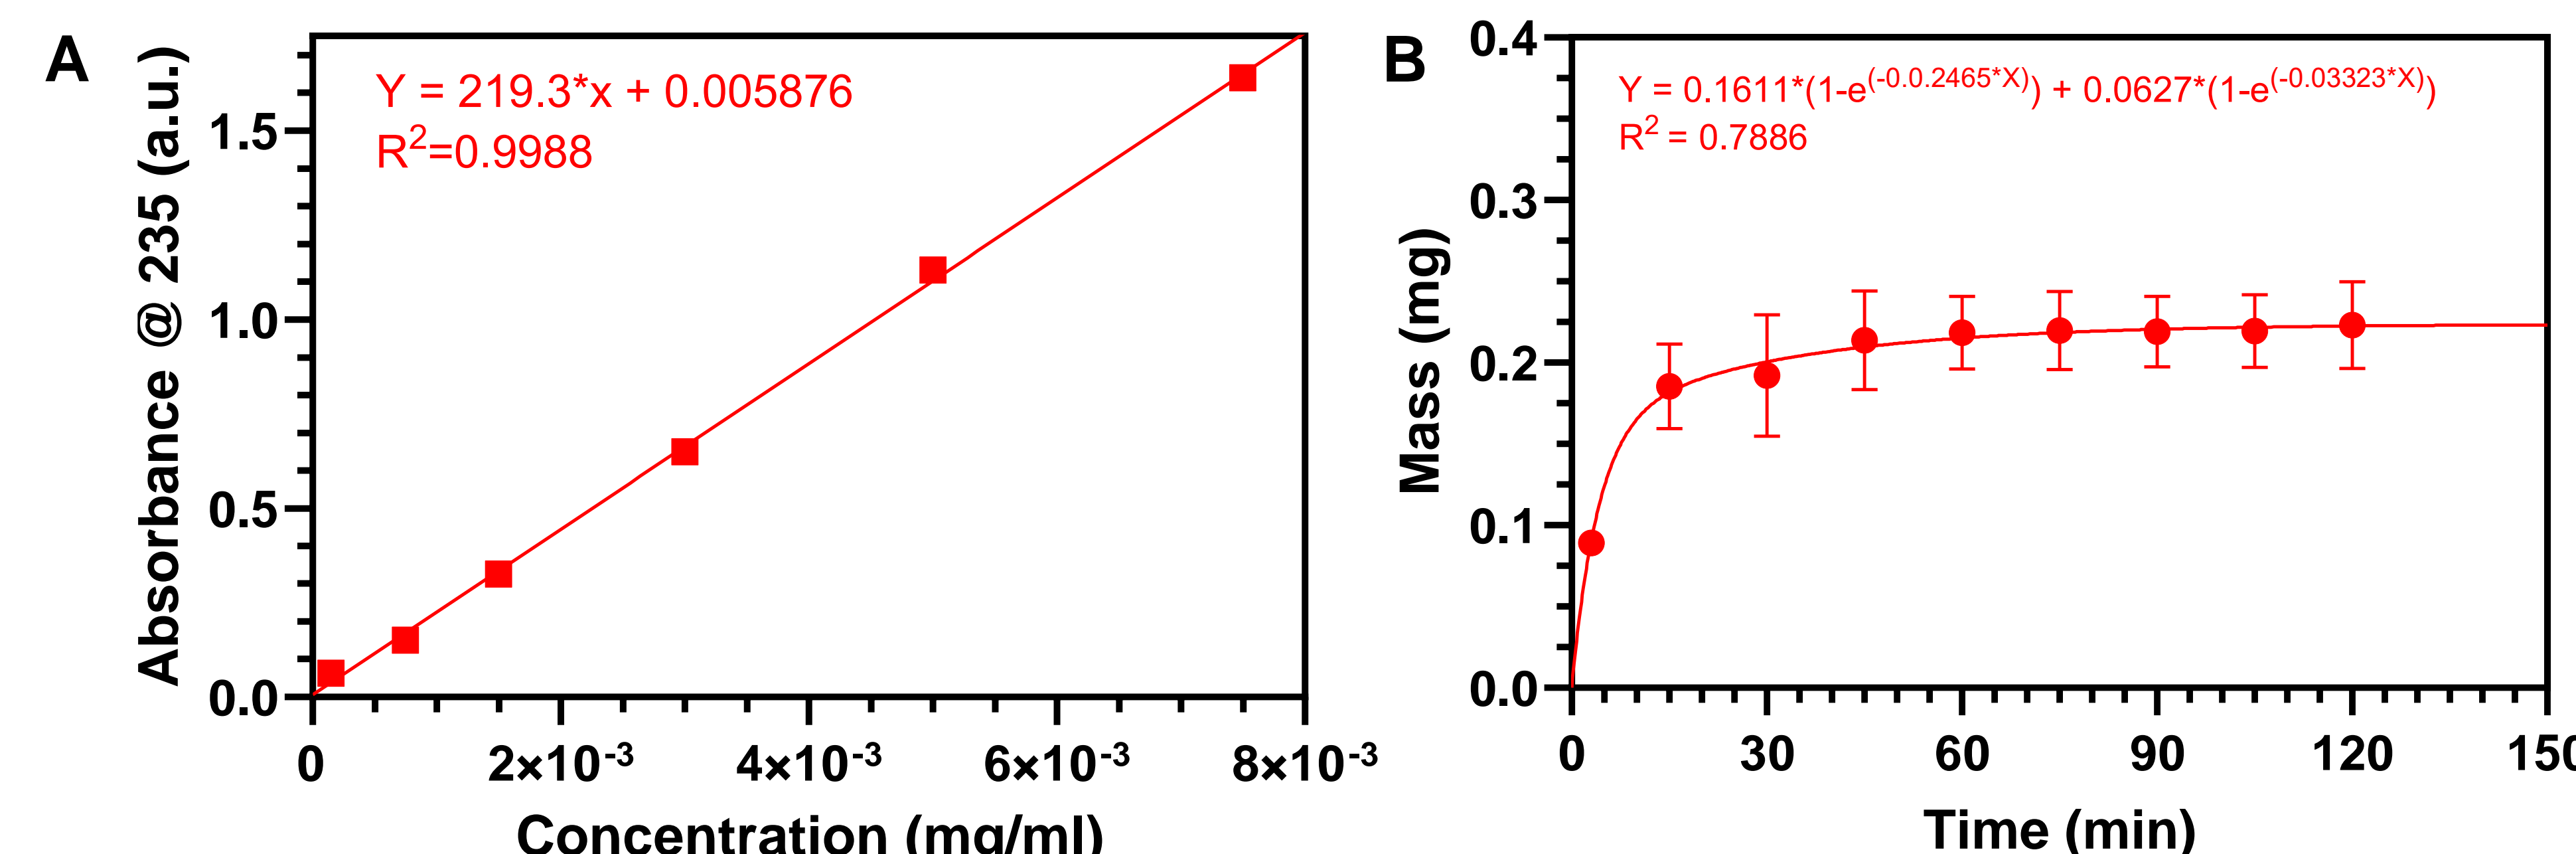 A
Absorbance @ 235 (a.u.)
Y = 219.3*x + 0.005876
R²=0.9988
1.5
1.0
0.5
0.0
0 2×10⁻³ 4×10⁻³ 6×10⁻³ 8×10⁻³
Concentration (mg/ml)
B
Mass (mg)
Y = 0.1611*(1-e^(-0.0.2465*X)) + 0.0627*(1-e^(-0.03323*X))
R² = 0.7886
0.4
0.3
0.2
0.1
0.0
0 30 60 90 120 150
Time (min)